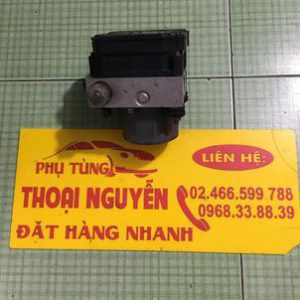 PHỤ TÙNG
LIÊN HỆ:
THOẠI NGUYỄN
02.466.599.788
0968.33.88.39
ĐẶT HÀNG NHANH